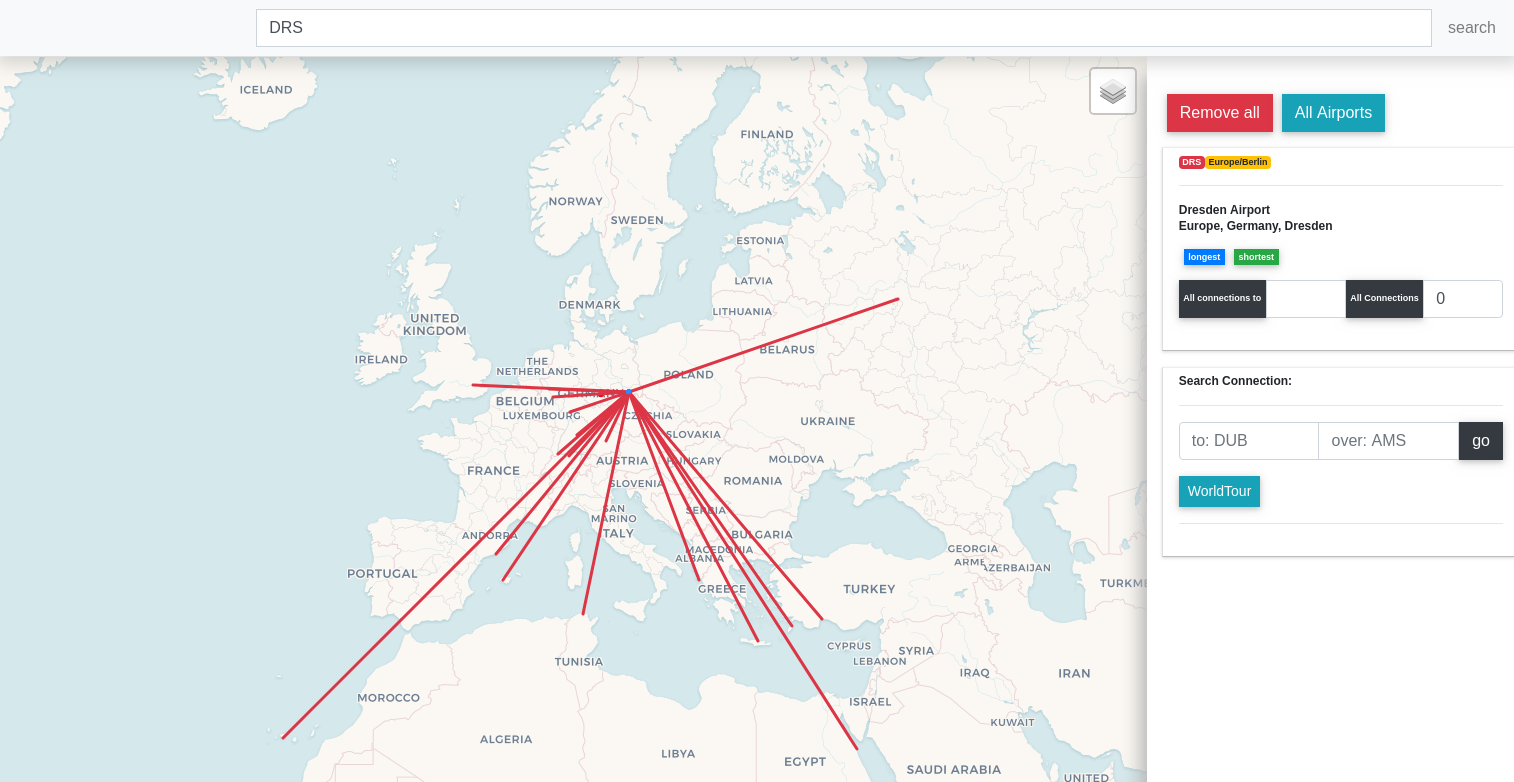 DRS
search
ICELAND
FINLAND
NORWAY
SWEDEN
ESTONIA
LATVIA
DENMARK
LITHUANIA
UNITED
KINGDOM
IRELAND
BELARUS
THE
NETHERLANDS
POLAND
GERMANY
BELGIUM
LUXEMBOURG
CZECHIA
UKRAINE
SLOVAKIA
AUSTRIA
HUNGARY
MOLDOVA
FRANCE
SLOVENIA
ROMANIA
SAN
MARINO
SERBIA
ITALY
ANDORRA
BULGARIA
MACEDONIA
ALBANIA
GEORGIA
ARME
AZERBAIJAN
PORTUGAL
GREECE
TURKEY
TURKME
CYPRUS
SYRIA
LEBANON
TUNISIA
IRAQ
IRAN
MOROCCO
ISRAEL
KUWAIT
ALGERIA
LIBYA
EGYPT
SAUDI ARABIA
UNITED
Remove all
All Airports
DRS Europe/Berlin
Dresden Airport
Europe, Germany, Dresden
longest shortest
All connections to All Connections 0
Search Connection:
to: DUB over: AMS go
WorldTour